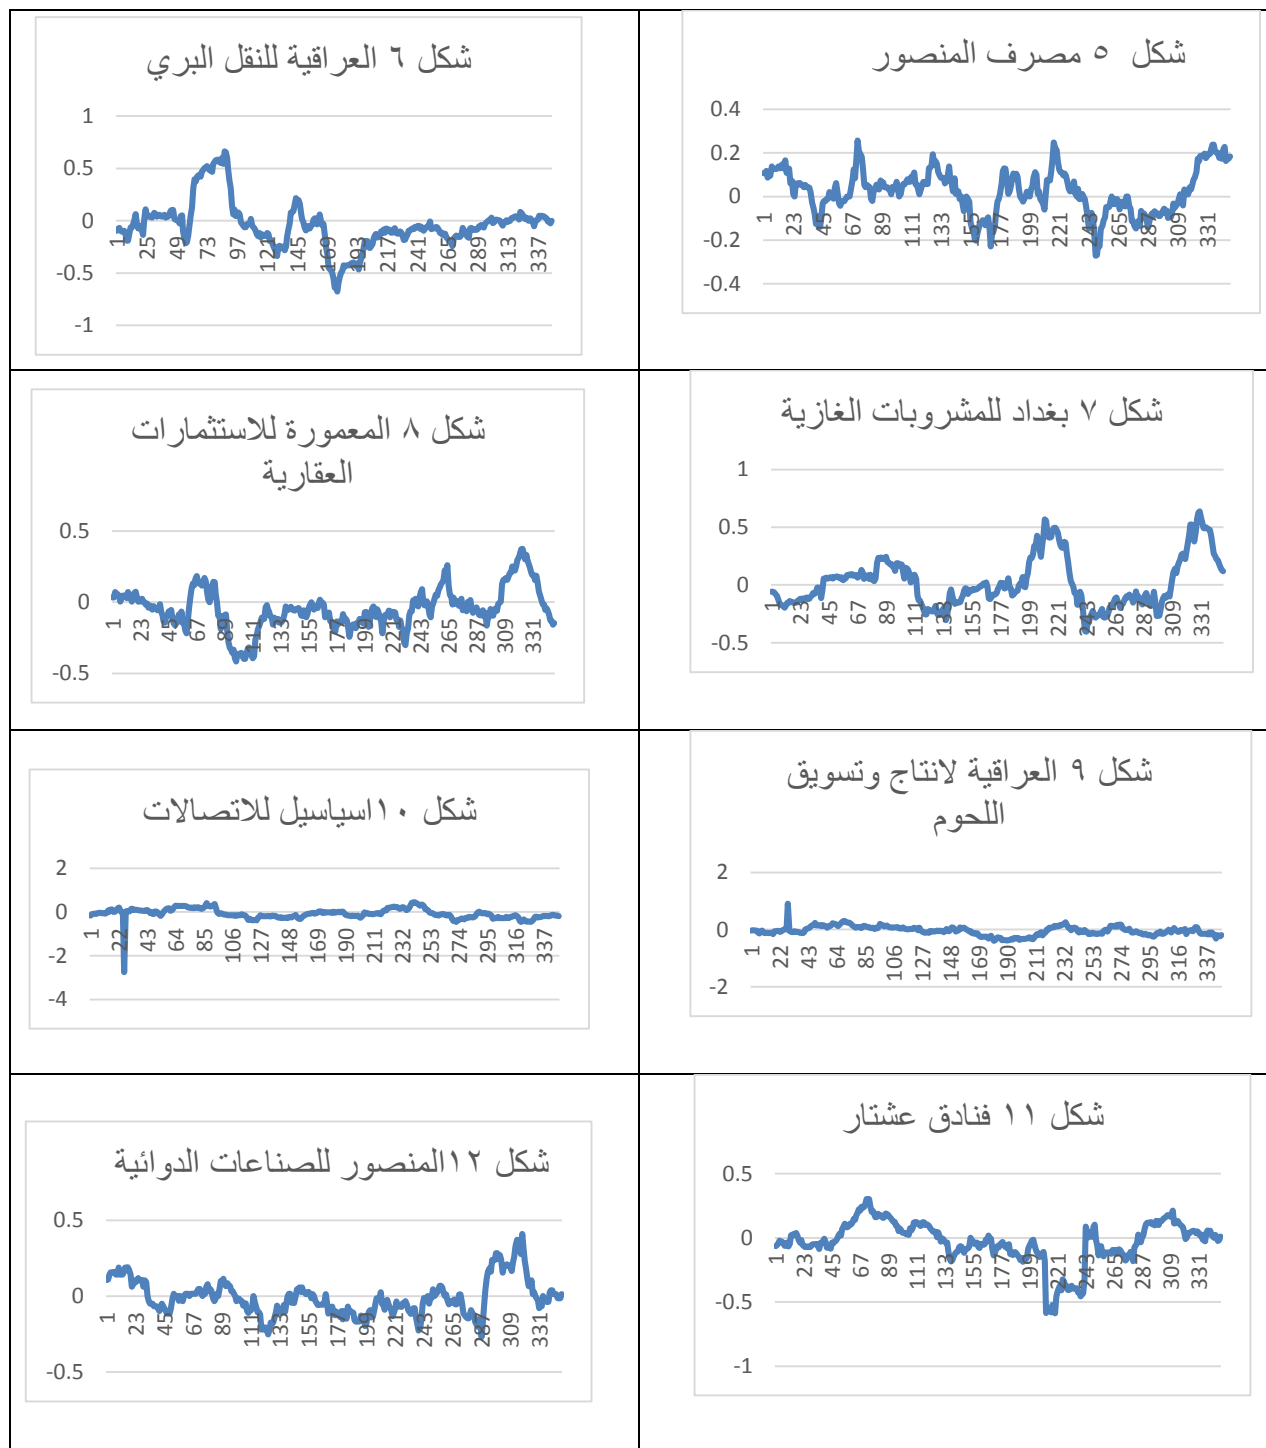 شكل ٥ مصرف المنصور
0.4
0.2
0
-0.2
-0.4
1 23 45 67 89 111 133 155 177 199 221 243 265 287 309 331
شكل ٦ العراقية للنقل البري
1
0.5
0
-0.5
-1
1 25 49 73 97 121 145 169 193 217 241 265 289 313 337
شكل ٧ بغداد للمشروبات الغازية
1
0.5
0
-0.5
1 23 45 67 89 111 133 155 177 199 221 243 265 287 309 331
شكل ٨ المعمورة للاستثمارات
العقارية
0.5
0
-0.5
1 23 45 67 89 111 133 155 177 199 221 243 265 287 309 331
شكل ٩ العراقية لانتاج وتسويق
اللحوم
2
0
-2
1 22 43 64 85 106 127 148 169 190 211 232 253 274 295 316 337
شكل ١٠اسياسيل للاتصالات
2
0
-2
-4
1 22 43 64 85 106 127 148 169 190 211 232 253 274 295 316 337
شكل ١١ فنادق عشتار
0.5
0
-0.5
-1
1 23 45 67 89 111 133 155 177 199 221 243 265 287 309 331
شكل ١٢المنصور للصناعات الدوائية
0.5
0
-0.5
1 23 45 67 89 111 133 155 177 199 221 243 265 287 309 331